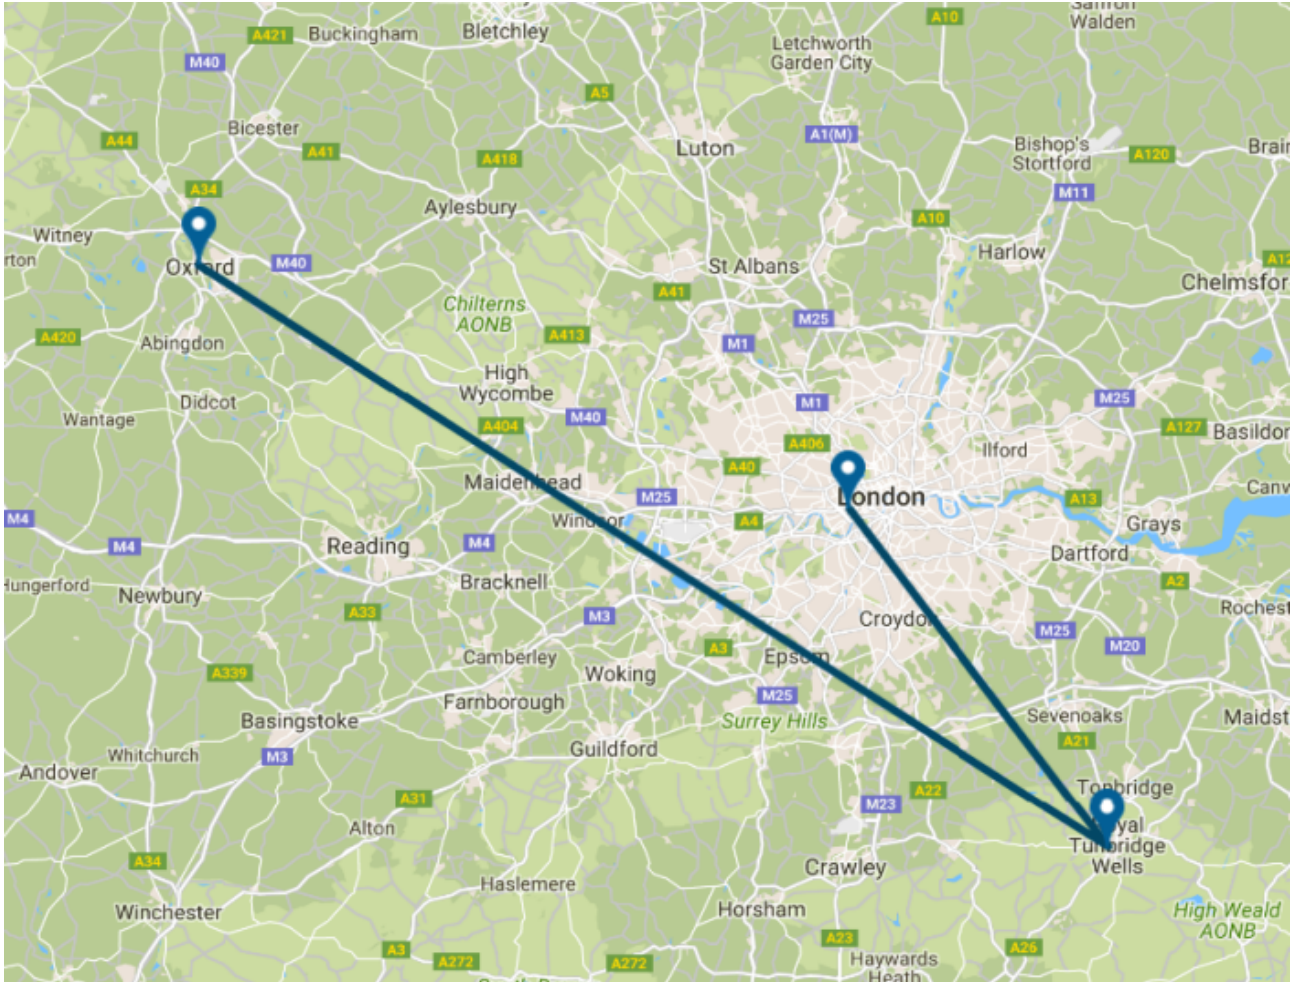 Saffron
Walden
A10
A421
Buckingham
Bletchley
Letchworth
Garden City
M40
A5
Bicester
A44
A41
A418
Luton
A1(M)
Bishop's
Stortford
A120
Brain
A34
M11
Aylesbury
A10
Witney
rton
Oxford
M40
St Albans
Harlow
A12
Chelmsfor
A41
Chilterns
AONB
A420
Abingdon
A413
M25
M1
High
Wycombe
Didcot
M40
M1
M25
Wantage
A404
A406
Ilford
A127
Basildon
A40
Maidenhead
M25
London
A13
Canv
M4
Windsor
A4
Grays
M4
Reading
M4
Dartford
Hungerford
Newbury
Bracknell
A2
A33
M3
Croydon
Rochest
M25
M20
A3
Camberley
Epsom
A339
Woking
Farnborough
M25
Basingstoke
Surrey Hills
Sevenoaks
Maidst
Whitchurch
M3
Guildford
A21
Andover
A31
A22
Tonbridge
M23
Alton
Royal
Tunbridge
Wells
A34
Crawley
Haslemere
Winchester
Horsham
High Weald
AONB
A3
A272
A272
A23
A26
Haywards
Heath